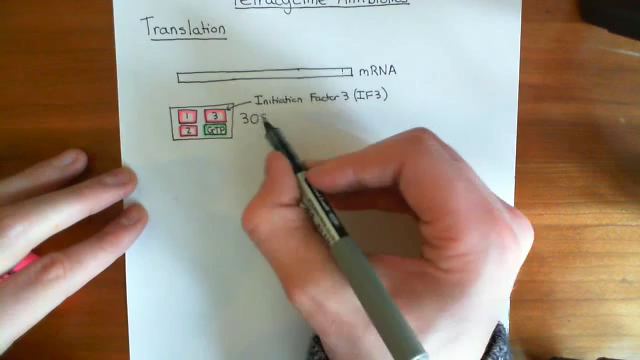 Tetracycline Antibiotics
Translation
mRNA
Initiation Factor 3 (IF3)
1 3
2 GTP
30S